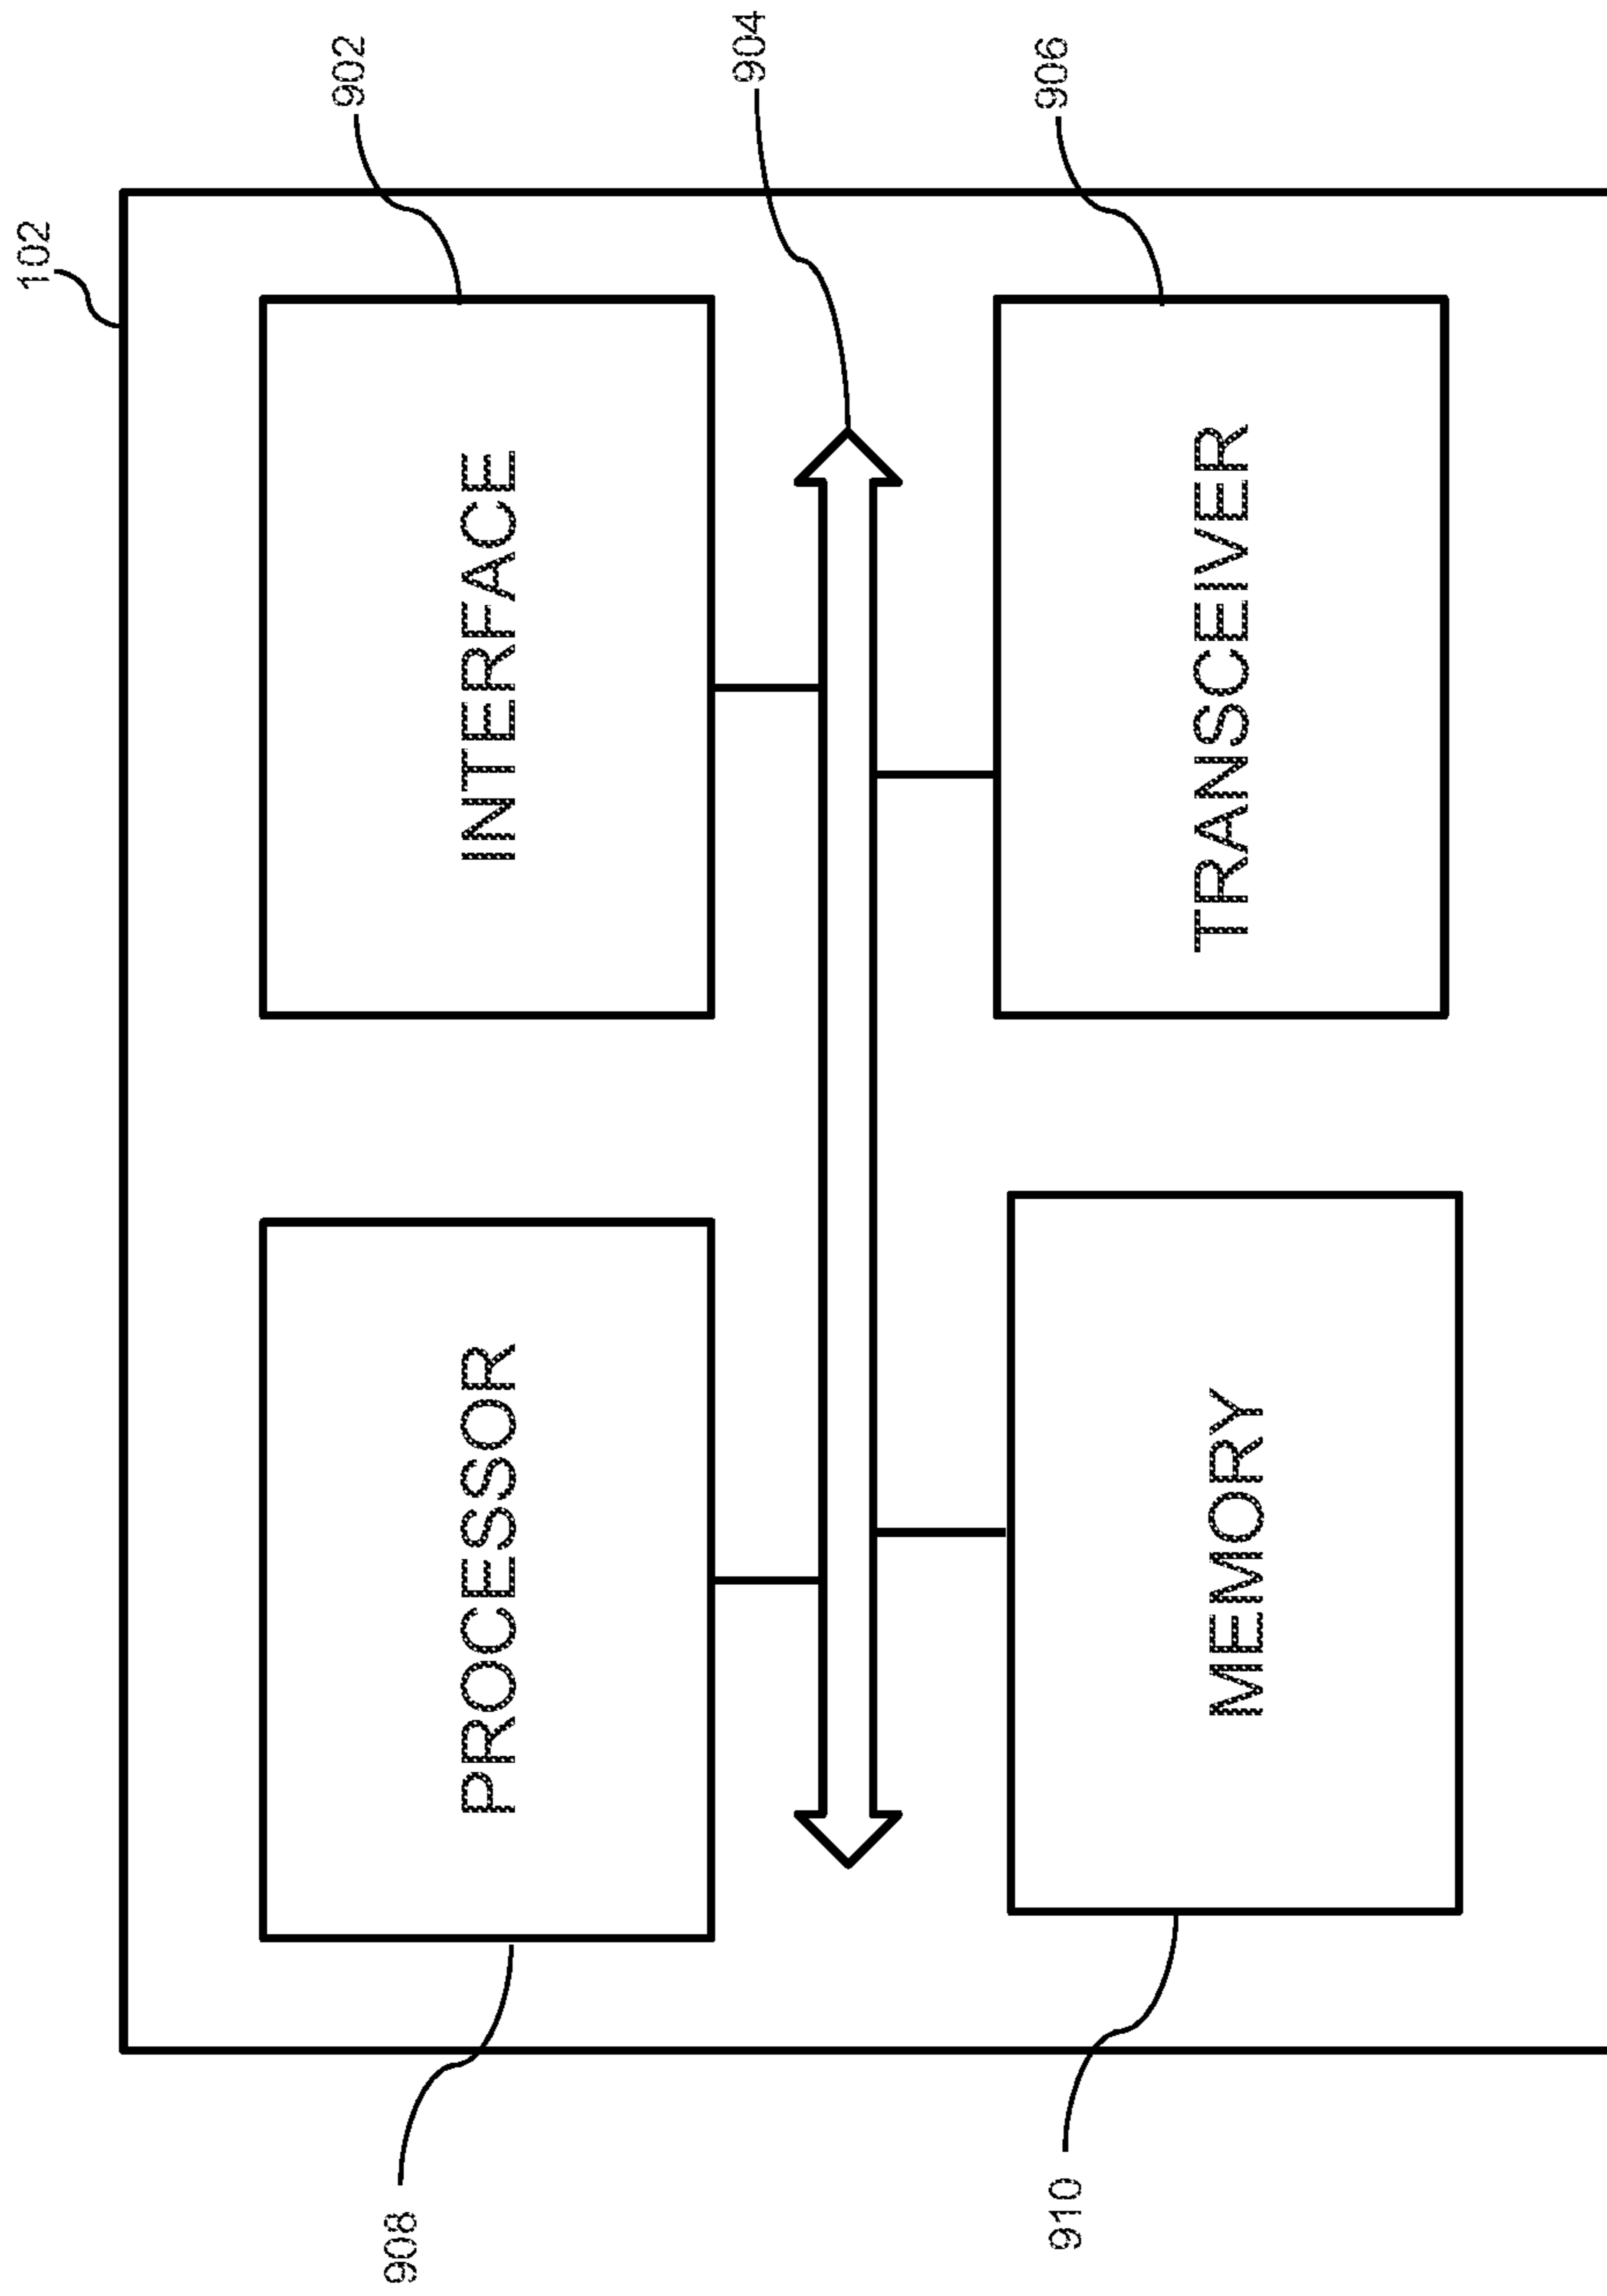 102
908
PROCESSOR
INTERFACE
902
904
910
MEMORY
TRANSCEIVER
906